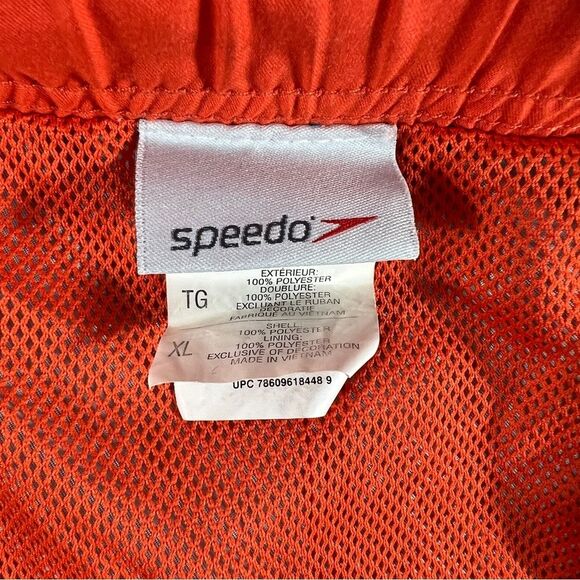 speedo
TG
EXTÉRIEUR:
100% POLYESTER
DOUBLURE:
100% POLYESTER
EXCLUANT LE RUBAN
DÉCORATIF
FABRIQUÉ AU VIETNAM
XL
SHELL:
100% POLYESTER
LINING:
100% POLYESTER
EXCLUSIVE OF DECORATION
MADE IN VIETNAM
UPC 78609618448 9